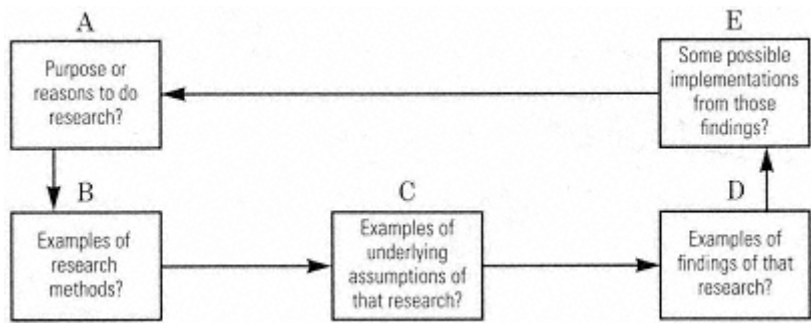 A
Purpose or
reasons to do
research?
E
Some possible
implementations
from those
findings?
B
Examples of
research
methods?
C
Examples of
underlying
assumptions of
that research?
D
Examples of
findings of that
research?